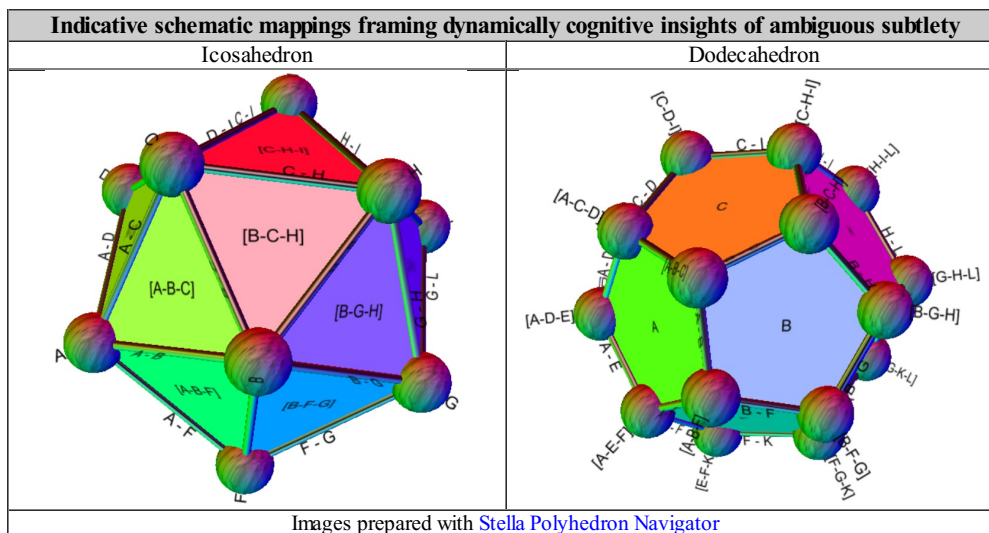 Indicative schematic mappings framing dynamically cognitive insights of ambiguous subtlety
Icosahedron
Dodecahedron
D - I
C - I
H - I
[C-H-I]
C
C - H
H
D
A - D
A - C
[B-C-H]
[A-B-C]
[B-G-H]
G - H
G - L
A
A - B
B
B - G
G
[A-B-F]
[B-F-G]
A - F
F - G
F
[C-D-I]
[C-H-I]
C - I
[H-I-L]
C - D
C
[B-C-H]
[A-C-D]
H - L
[A-B-C]
[G-H-L]
[A-D-E]
A
B
[B-G-H]
A - E
[G-K-L]
B - F
[A-E-F]
[A-B-F]
F - K
[B-F-G]
[E-F-K]
[F-G-K]
Images prepared with Stella Polyhedron Navigator